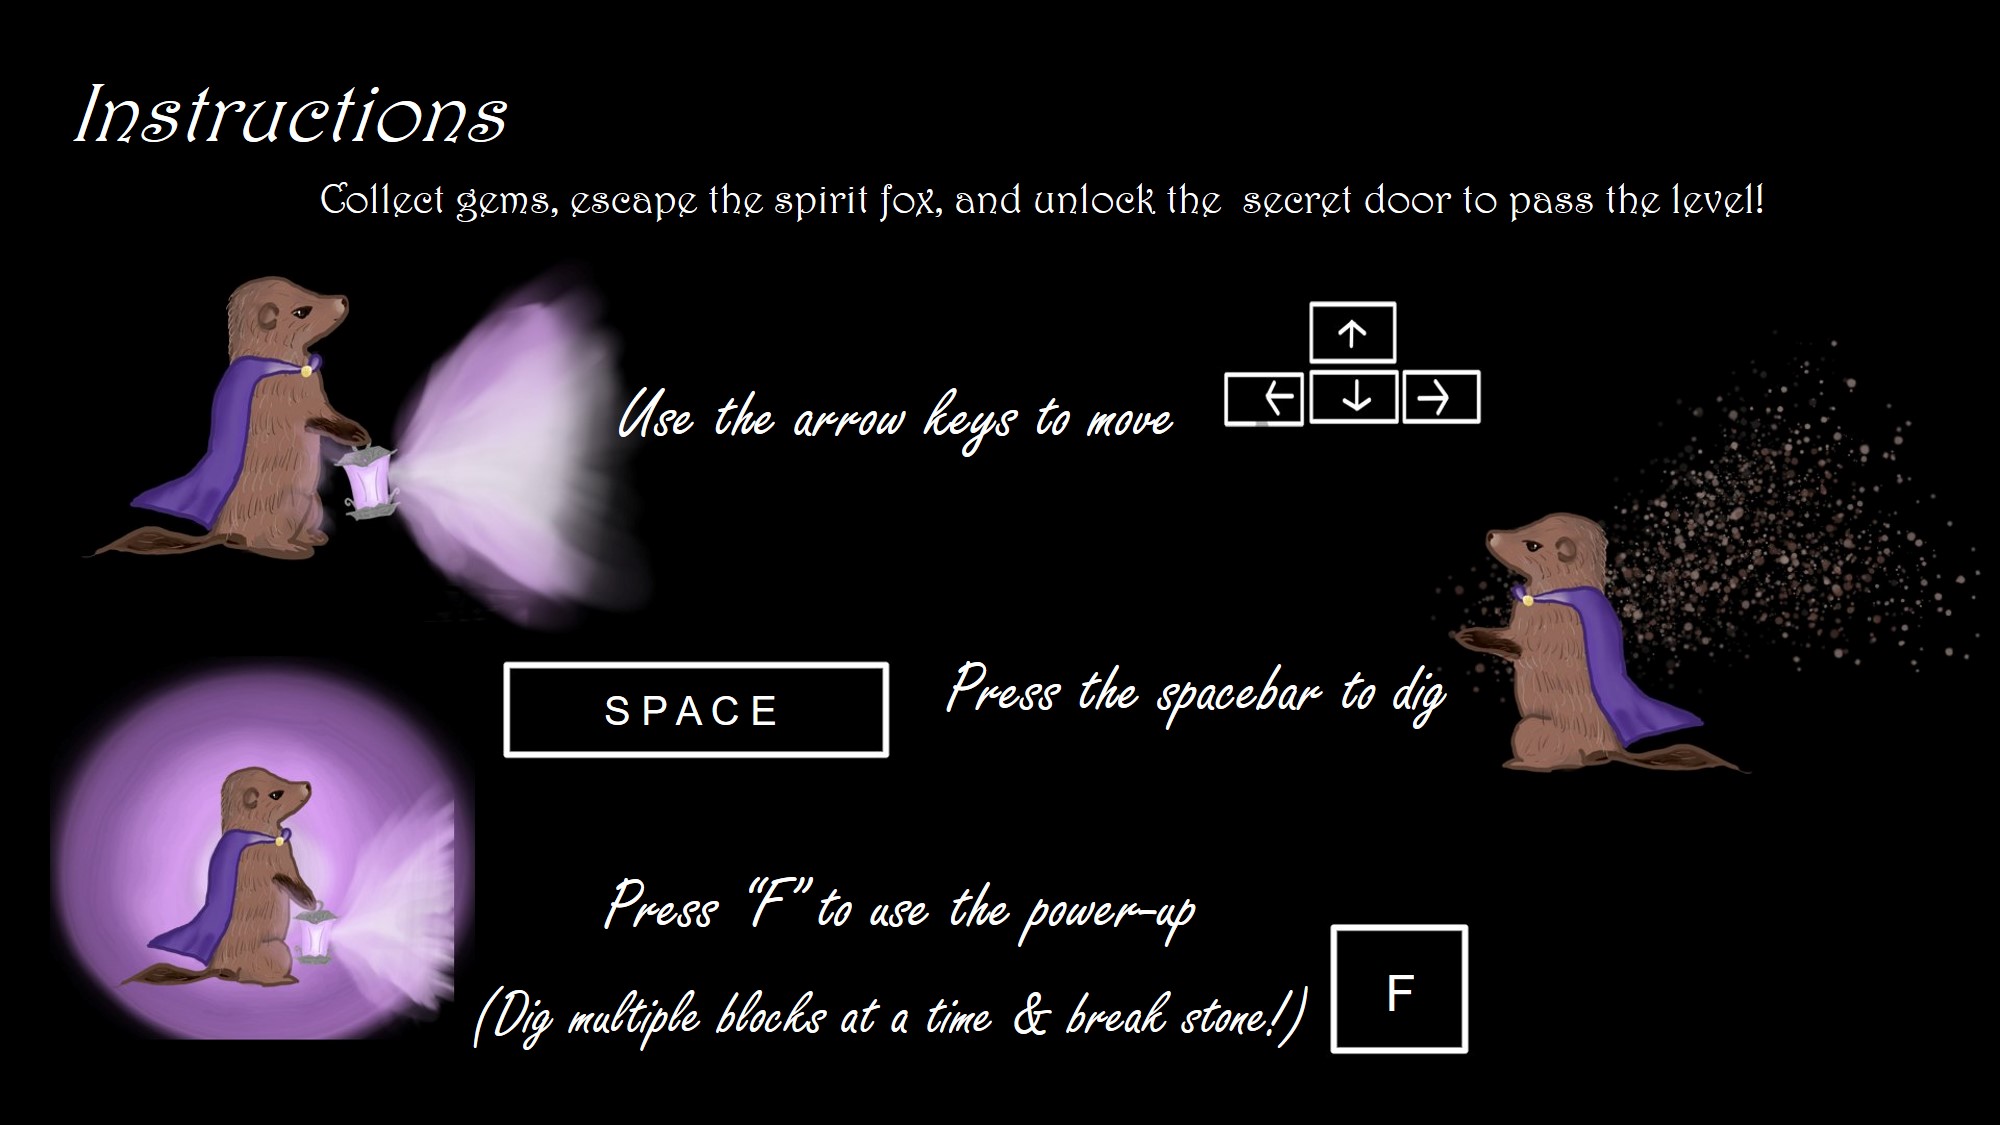 Instructions
Collect gems, escape the spirit fox, and unlock the secret door to pass the level!
Use the arrow keys to move
↑
← ↓ →
SPACE
Press the spacebar to dig
Press “F” to use the power-up
(Dig multiple blocks at a time & break stone!)
F